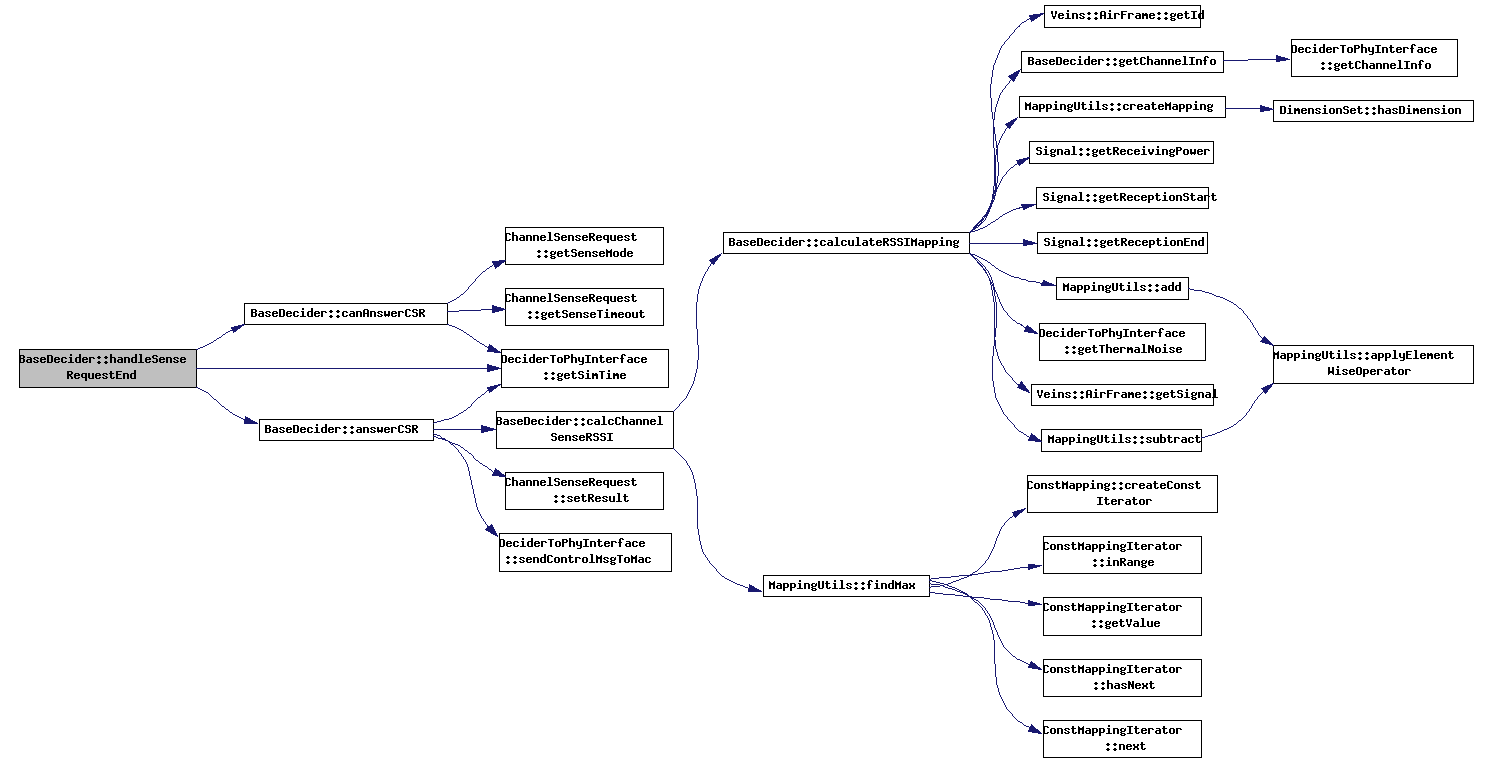 BaseDecider::handleSense
RequestEnd
BaseDecider::canAnswerCSR
BaseDecider::answerCSR
ChannelSenseRequest
::getSenseMode
ChannelSenseRequest
::getSenseTimeout
DeciderToPhyInterface
::getSimTime
BaseDecider::calcChannel
SenseRSSI
ChannelSenseRequest
::setResult
DeciderToPhyInterface
::sendControlMsgToMac
BaseDecider::calculateRSSIMapping
MappingUtils::findMax
Veins::AirFrame::getId
BaseDecider::getChannelInfo
MappingUtils::createMapping
Signal::getReceivingPower
Signal::getReceptionStart
Signal::getReceptionEnd
MappingUtils::add
DeciderToPhyInterface
::getThermalNoise
Veins::AirFrame::getSignal
MappingUtils::subtract
ConstMapping::createConst
Iterator
ConstMappingIterator
::inRange
ConstMappingIterator
::getValue
ConstMappingIterator
::hasNext
ConstMappingIterator
::next
DeciderToPhyInterface
::getChannelInfo
DimensionSet::hasDimension
MappingUtils::applyElement
WiseOperator